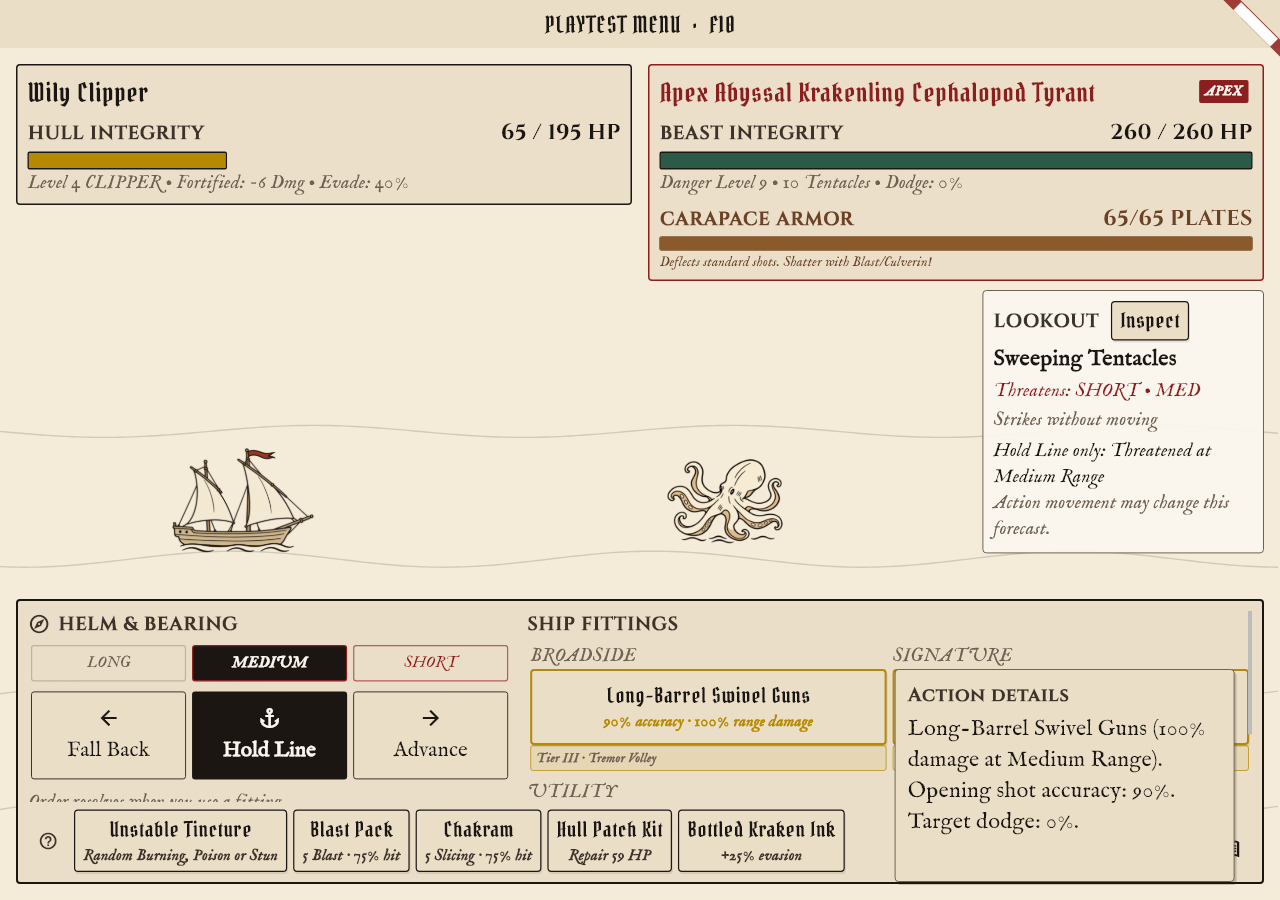 PLAYTEST MENU · F10
Wily Clipper
HULL INTEGRITY 65 / 195 HP
Level 4 CLIPPER • Fortified: -6 Dmg • Evade: 40%
Apex Abyssal Krakenling Cephalopod Tyrant APEX
BEAST INTEGRITY 260 / 260 HP
Danger Level 9 • 10 Tentacles • Dodge: 0%
CARAPACE ARMOR 65/65 PLATES
Deflects standard shots. Shatter with Blast/Culverin!
LOOKOUT Inspect
Sweeping Tentacles
Threatens: SHORT • MED
Strikes without moving
Hold Line only: Threatened at
Medium Range
Action movement may change this
forecast.
HELM & BEARING
LONG MEDIUM SHORT
Fall Back Hold Line Advance
Order resolves when you use a fitting
SHIP FITTINGS
BROADSIDE
Long-Barrel Swivel Guns
90% accuracy · 100% range damage
Tier III · Tremor Volley
UTILITY
SIGNATURE
ACTION DETAILS
Long-Barrel Swivel Guns (100%
damage at Medium Range).
Opening shot accuracy: 90%.
Target dodge: 0%.
Unstable Tincture
Random Burning, Poison or Stun
Blast Pack
5 Blast · 75% hit
Chakram
5 Slicing · 75% hit
Hull Patch Kit
Repair 59 HP
Bottled Kraken Ink
+25% evasion